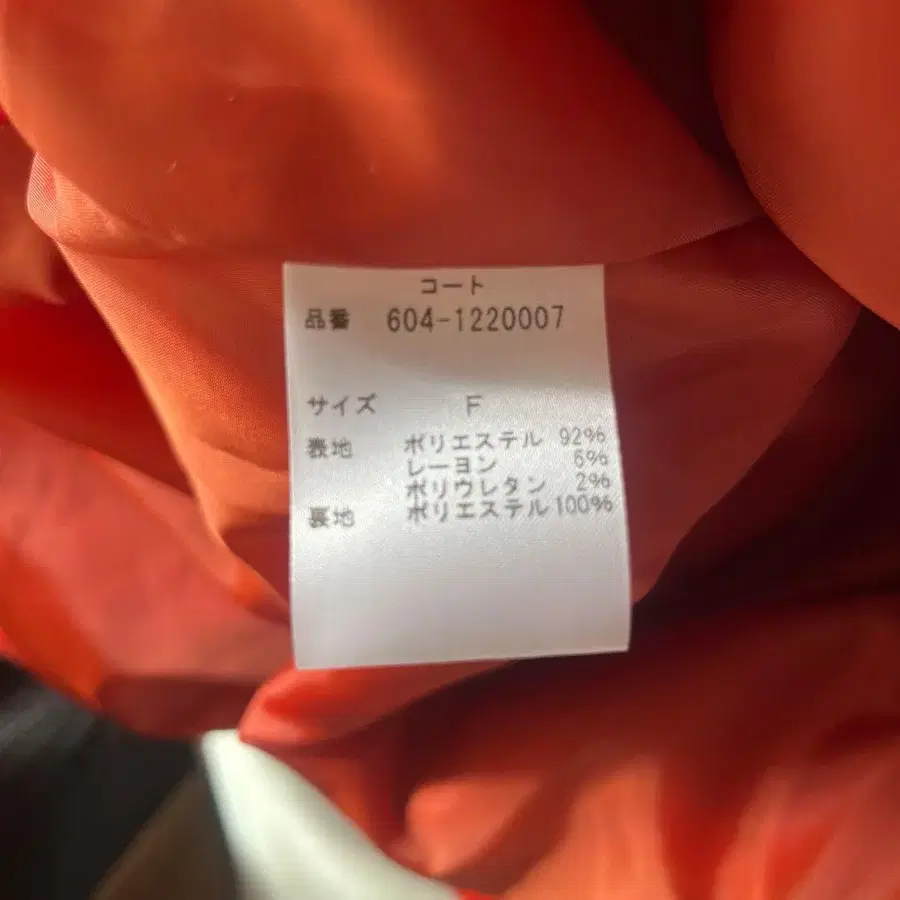 コート
品番 604-1220007
サイズ F
表地 ポリエステル 92%
レーヨン 6%
ポリウレタン 2%
裏地 ポリエステル 100%